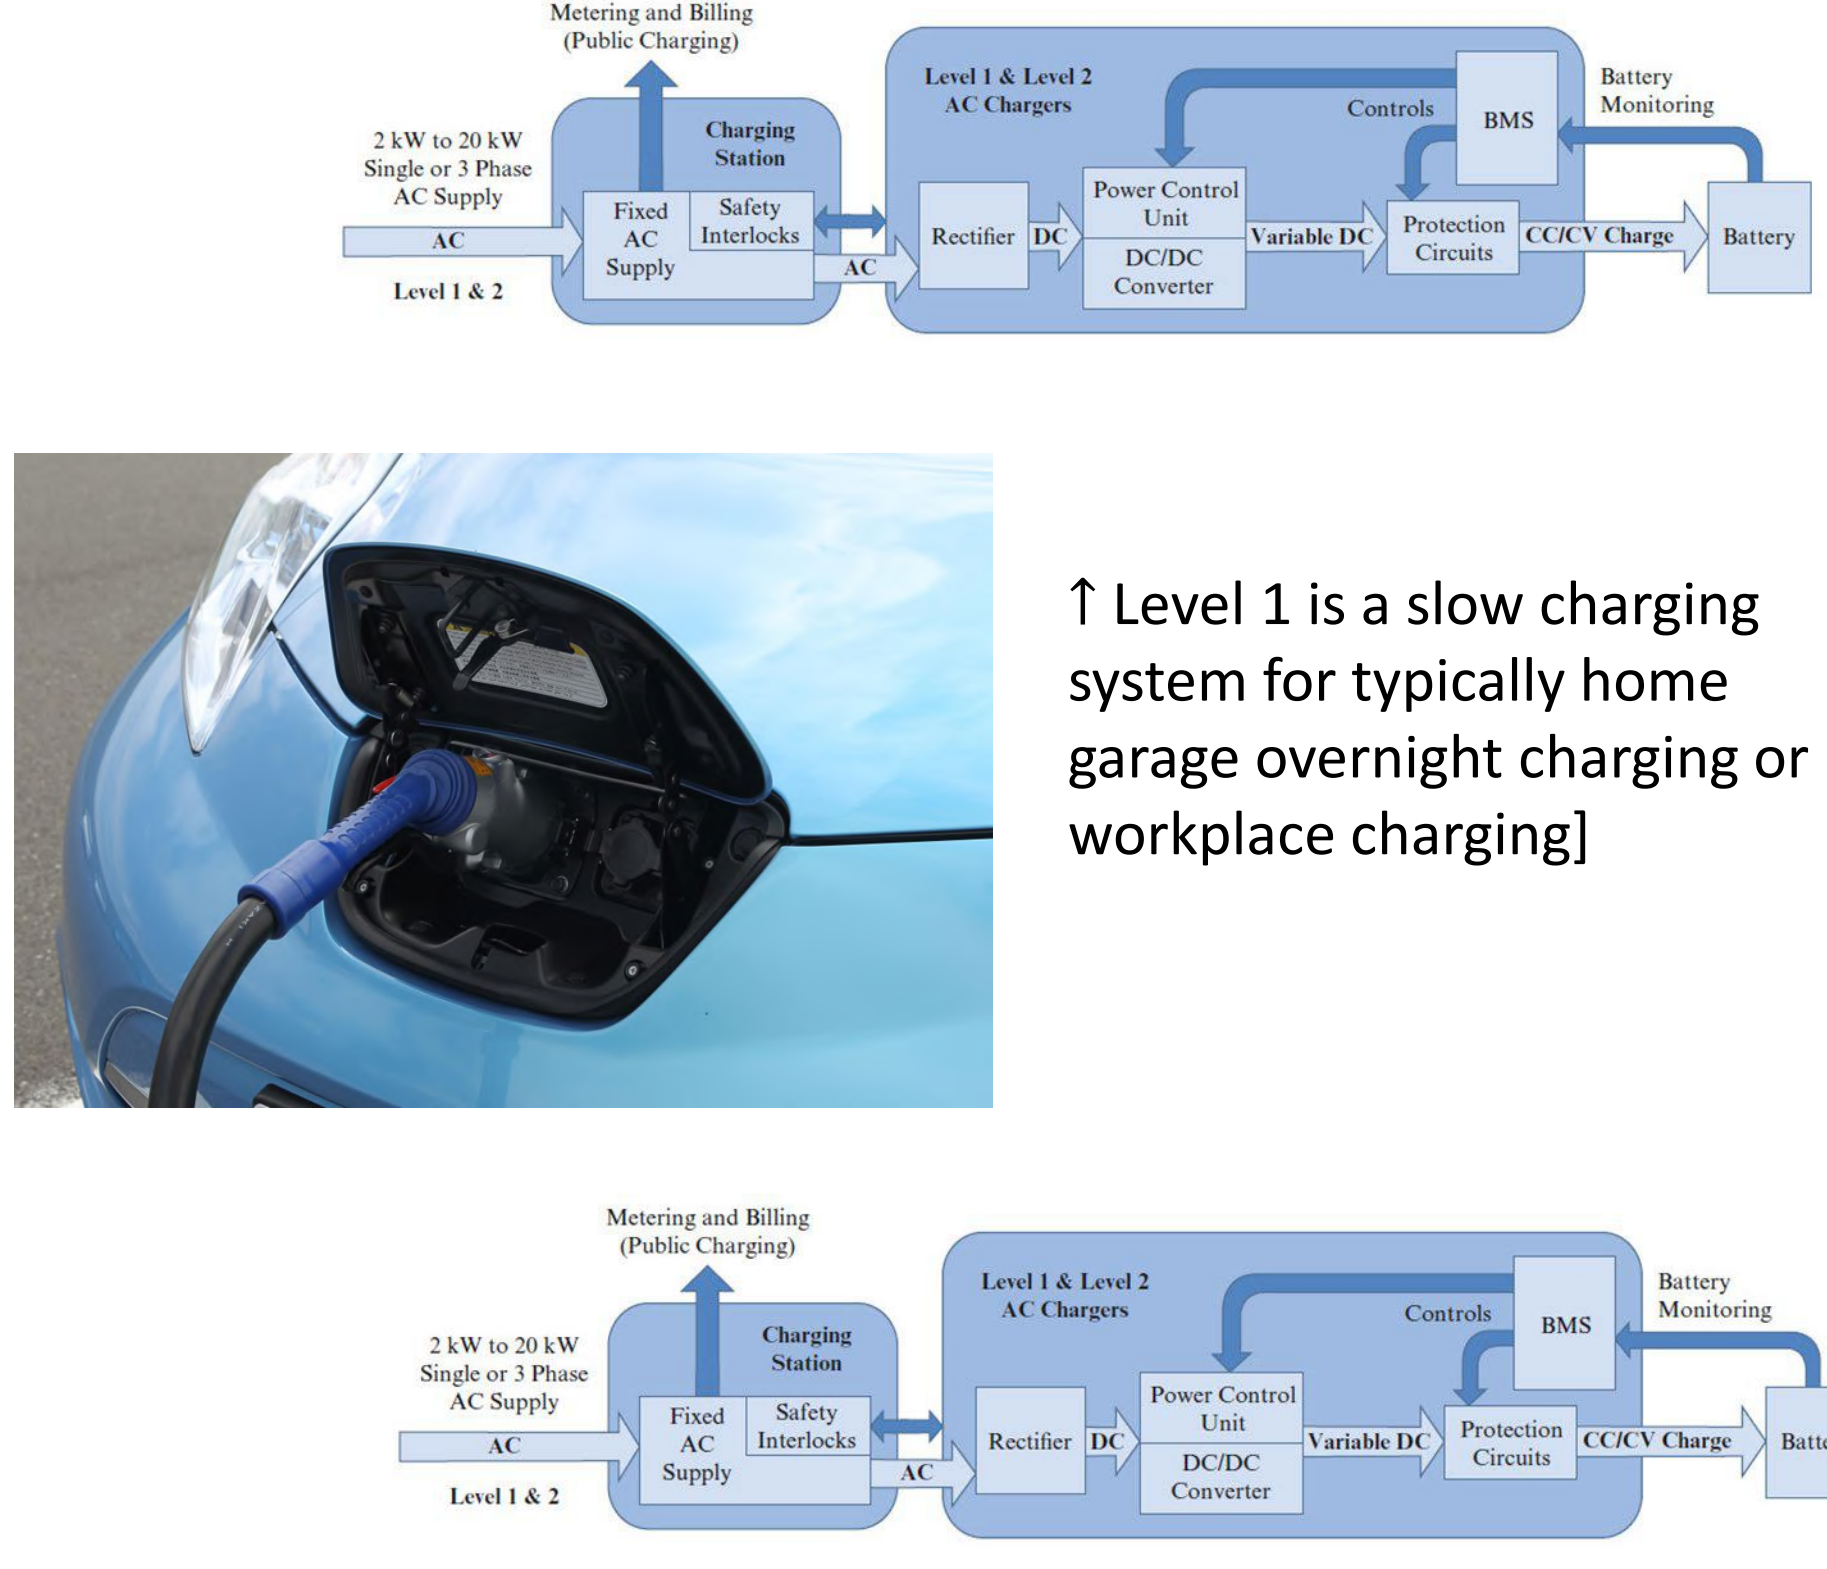 Metering and Billing
(Public Charging)
Level 1 & Level 2
AC Chargers
Battery
Monitoring
Controls
BMS
Charging
Station
2 kW to 20 kW
Single or 3 Phase
AC Supply
Fixed
AC
Supply
Safety
Interlocks
Power Control
Unit
DC/DC
Converter
Protection
Circuits
AC
Rectifier
DC
Variable DC
CC/CV Charge
Battery
AC
Level 1 & 2
↑ Level 1 is a slow charging
system for typically home
garage overnight charging or
workplace charging]
Metering and Billing
(Public Charging)
Level 1 & Level 2
AC Chargers
Battery
Monitoring
Controls
BMS
Charging
Station
2 kW to 20 kW
Single or 3 Phase
AC Supply
Fixed
AC
Supply
Safety
Interlocks
Power Control
Unit
DC/DC
Converter
Protection
Circuits
AC
Rectifier
DC
Variable DC
CC/CV Charge
Batte
AC
Level 1 & 2